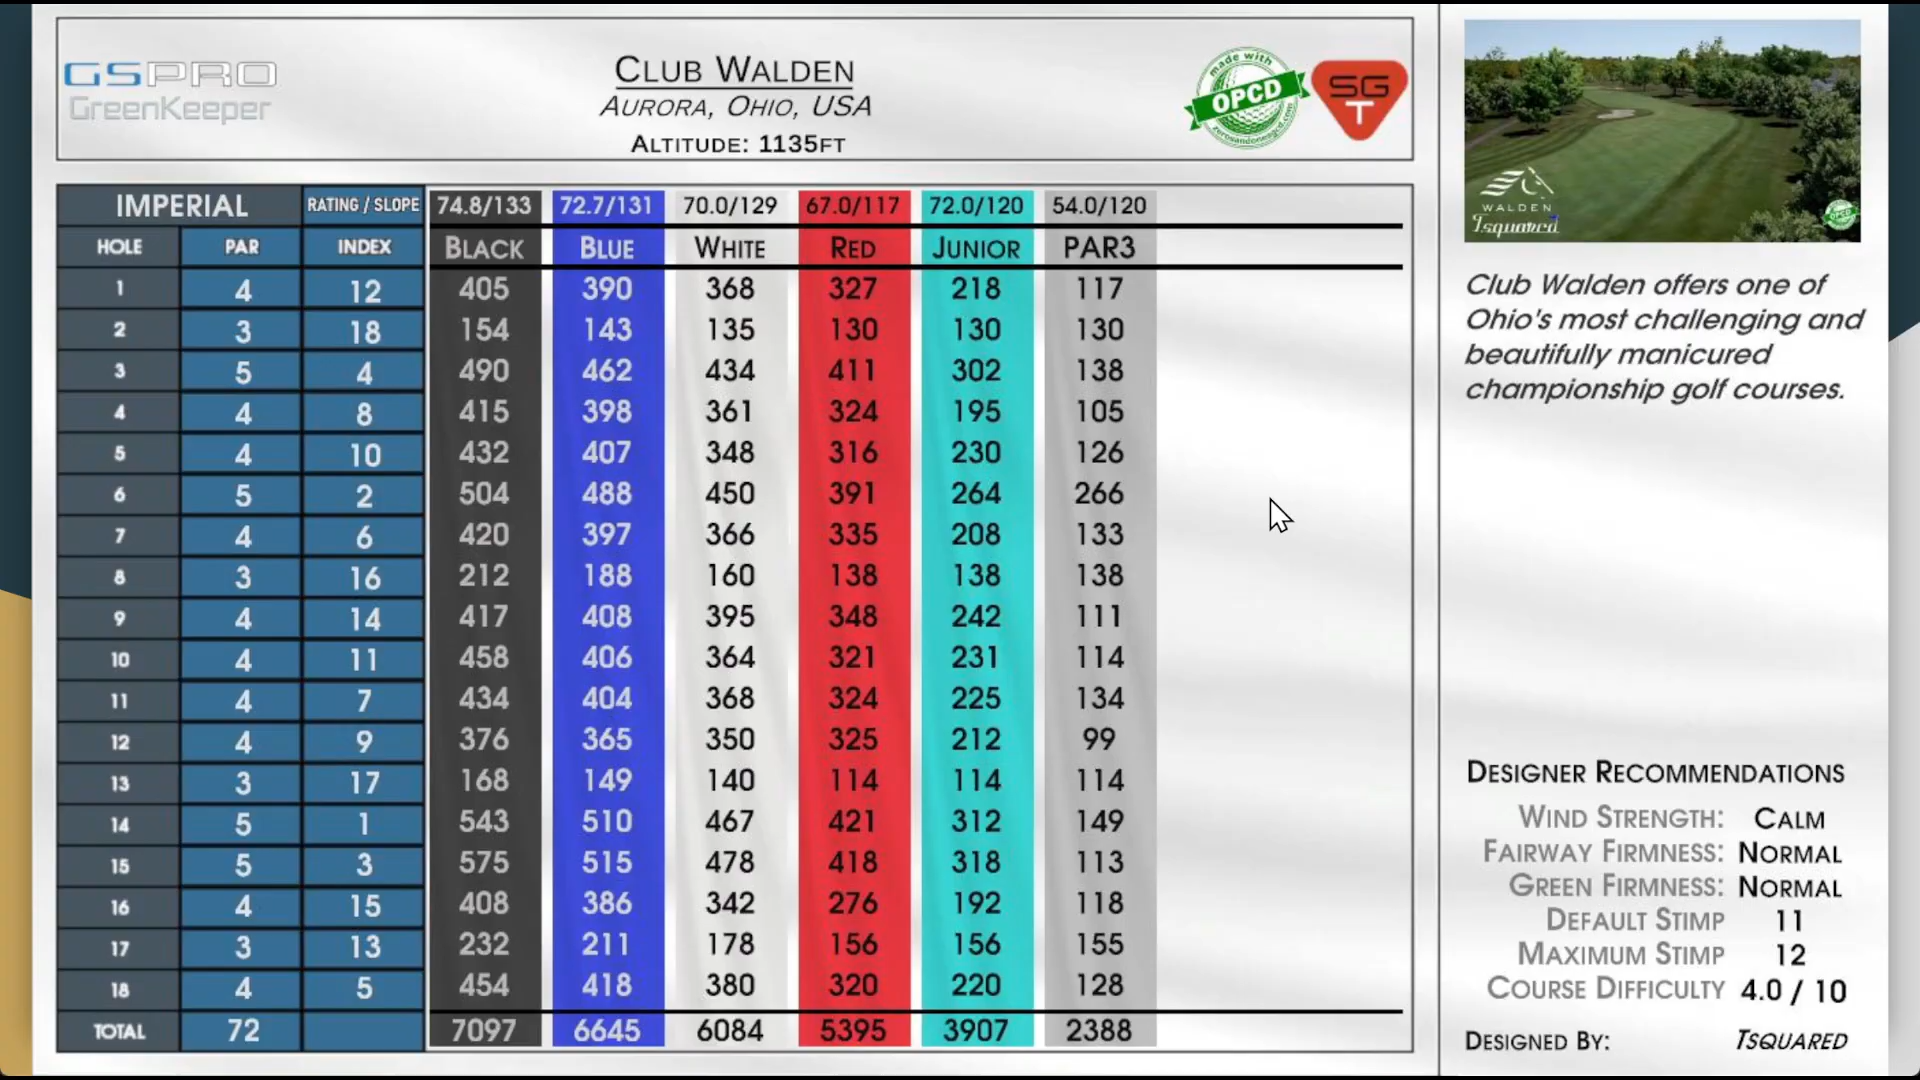 GSPRO
GreenKeeper
CLUB WALDEN
AURORA, OHIO, USA
ALTITUDE: 1135FT
made with
OPCD
SGT
IMPERIAL RATING / SLOPE 74.8/133 72.7/131 70.0/129 67.0/117 72.0/120 54.0/120
HOLE PAR INDEX BLACK BLUE WHITE RED JUNIOR PAR3
1 4 12 405 390 368 327 218 117
2 3 18 154 143 135 130 130 130
3 5 4 490 462 434 411 302 138
4 4 8 415 398 361 324 195 105
5 4 10 432 407 348 316 230 126
6 5 2 504 488 450 391 264 266
7 4 6 420 397 366 335 208 133
8 3 16 212 188 160 138 138 138
9 4 14 417 408 395 348 242 111
10 4 11 458 406 364 321 231 114
11 4 7 434 404 368 324 225 134
12 4 9 376 365 350 325 212 99
13 3 17 168 149 140 114 114 114
14 5 1 543 510 467 421 312 149
15 5 3 575 515 478 418 318 113
16 4 15 408 386 342 276 192 118
17 3 13 232 211 178 156 156 155
18 4 5 454 418 380 320 220 128
TOTAL 72 7097 6645 6084 5395 3907 2388
WALDEN
Tsquared
OPCD
Club Walden offers one of
Ohio's most challenging and
beautifully manicured
championship golf courses.
DESIGNER RECOMMENDATIONS
WIND STRENGTH: CALM
FAIRWAY FIRMNESS: NORMAL
GREEN FIRMNESS: NORMAL
DEFAULT STIMP 11
MAXIMUM STIMP 12
COURSE DIFFICULTY 4.0 / 10
DESIGNED BY: TSQUARED